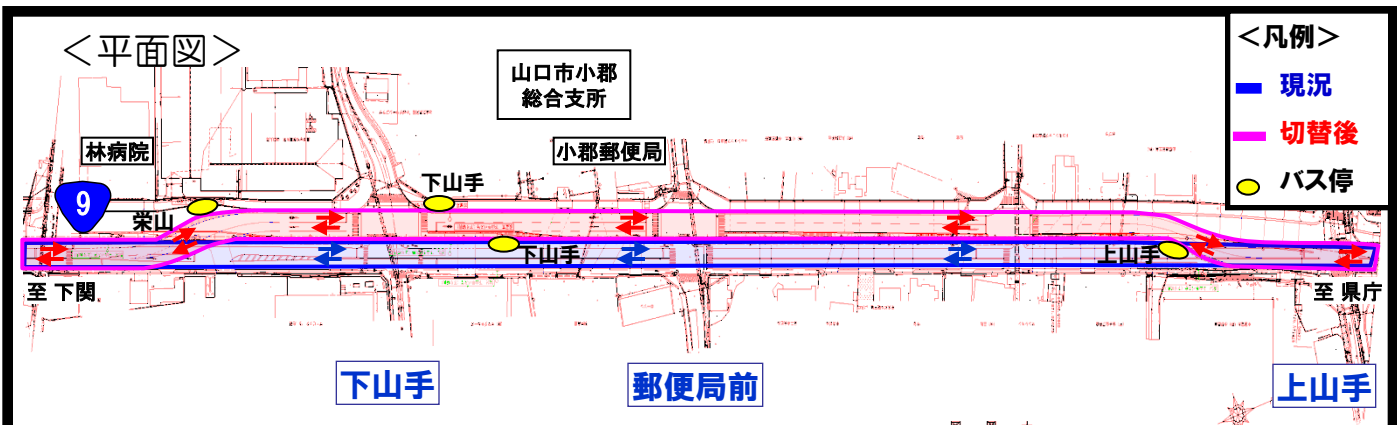 ＜平面図＞
山口市小郡
総合支所
＜凡例＞
現況
切替後
バス停
林病院
小郡郵便局
9
栄山
下山手
下山手
上山手
至 下関
至 県庁
下山手
郵便局前
上山手